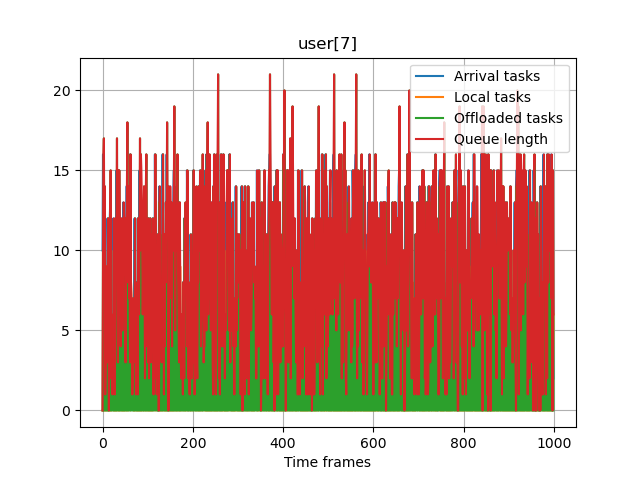 user[7]
Arrival tasks
Local tasks
Offloaded tasks
Queue length
20
15
10
5
0
0 200 400 600 800 1000
Time frames